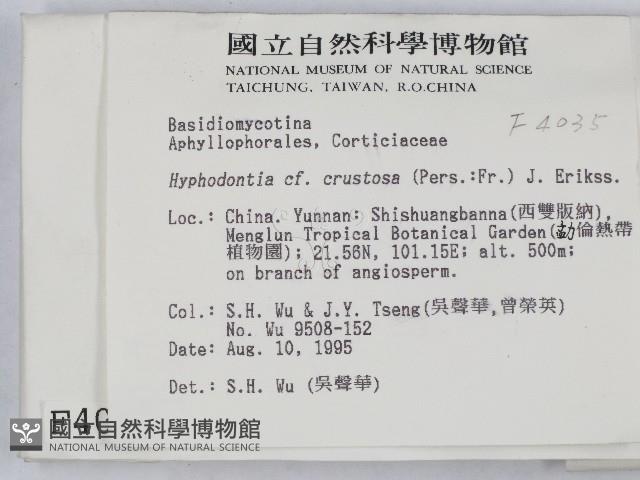 國立自然科學博物館
NATIONAL MUSEUM OF NATURAL SCIENCE
TAICHUNG, TAIWAN, R.O.CHINA
F4035
Basidiomycotina
Aphyllophorales, Corticiaceae
Hyphodontia cf. crustosa (Pers.:Fr.) J. Erikss.
Loc.: China. Yunnan: Shishuangbanna(西雙版納),
Menglun Tropical Botanical Garden(勐倫熱帶
植物園); 21.56N, 101.15E; alt. 500m;
on branch of angiosperm.
Col.: S.H. Wu & J.Y. Tseng(吳聲華,曾榮英)
No. Wu 9508-152
Date: Aug. 10, 1995
Det.: S.H. Wu (吳聲華)
國立自然科學博物館
NATIONAL MUSEUM OF NATURAL SCIENCE